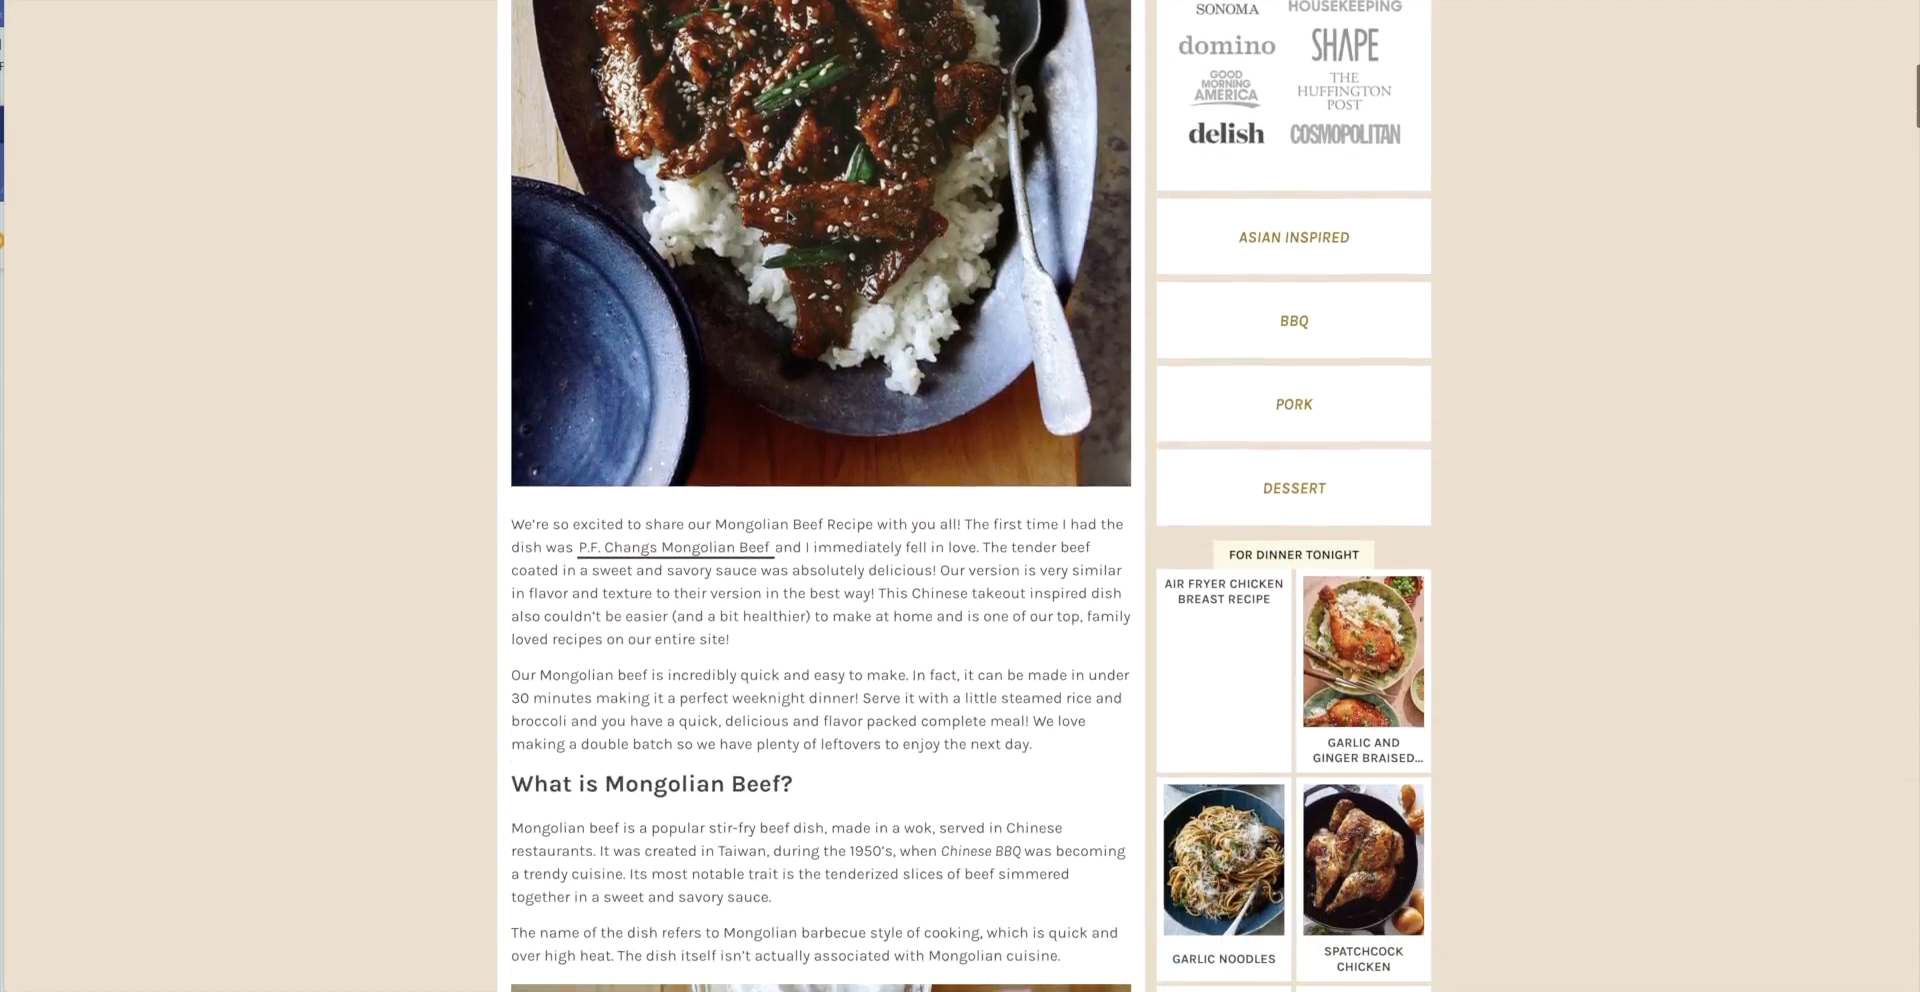 We're so excited to share our Mongolian Beef Recipe with you all! The first time I had the
dish was P.F. Changs Mongolian Beef and I immediately fell in love. The tender beef
coated in a sweet and savory sauce was absolutely delicious! Our version is very similar
in flavor and texture to their version in the best way! This Chinese takeout inspired dish
also couldn't be easier (and a bit healthier) to make at home and is one of our top, family
loved recipes on our entire site!
Our Mongolian beef is incredibly quick and easy to make. In fact, it can be made in under
30 minutes making it a perfect weeknight dinner! Serve it with a little steamed rice and
broccoli and you have a quick, delicious and flavor packed complete meal! We love
making a double batch so we have plenty of leftovers to enjoy the next day.
What is Mongolian Beef?
Mongolian beef is a popular stir-fry beef dish, made in a wok, served in Chinese
restaurants. It was created in Taiwan, during the 1950's, when Chinese BBQ was becoming
a trendy cuisine. Its most notable trait is the tenderized slices of beef simmered
together in a sweet and savory sauce.
The name of the dish refers to Mongolian barbecue style of cooking, which is quick and
over high heat. The dish itself isn't actually associated with Mongolian cuisine.
SONOMA
HOUSEKEEPING
domino
SHAPE
GOOD
MORNING
AMERICA
THE
HUFFINGTON
POST
delish
COSMOPOLITAN
ASIAN INSPIRED
BBQ
PORK
DESSERT
FOR DINNER TONIGHT
AIR FRYER CHICKEN
BREAST RECIPE
GARLIC AND
GINGER BRAISED...
GARLIC NOODLES
SPATCHCOCK
CHICKEN